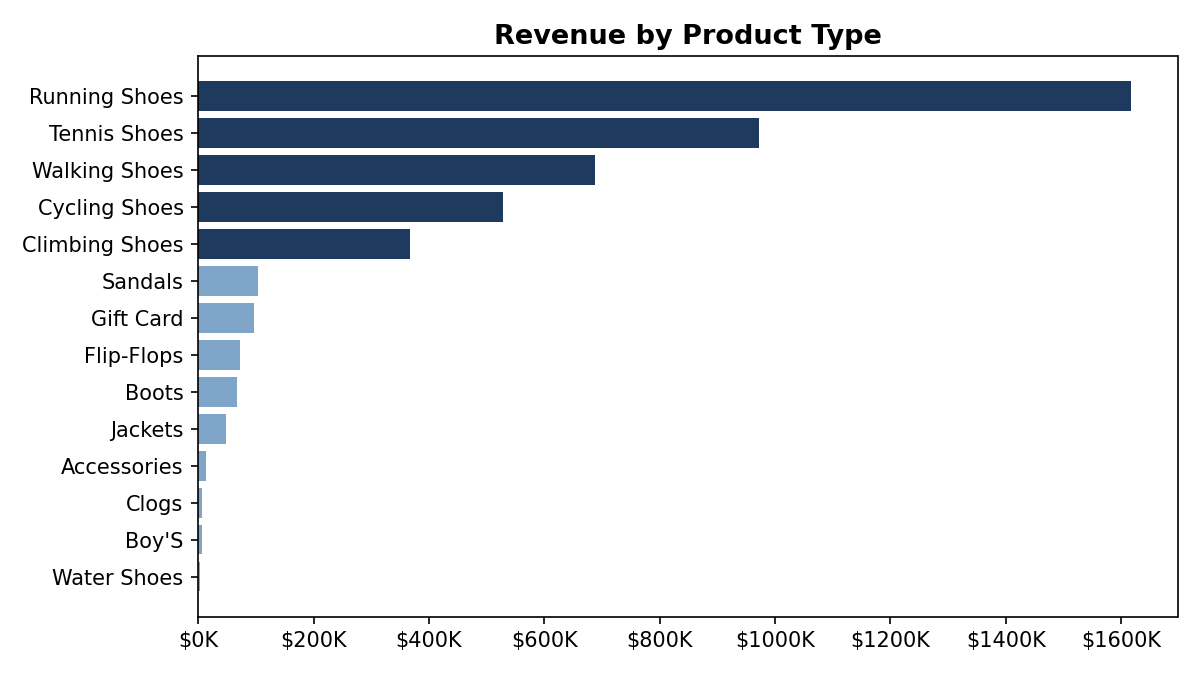 Revenue by Product Type
Running Shoes
Tennis Shoes
Walking Shoes
Cycling Shoes
Climbing Shoes
Sandals
Gift Card
Flip-Flops
Boots
Jackets
Accessories
Clogs
Boy'S
Water Shoes
$0K $200K $400K $600K $800K $1000K $1200K $1400K $1600K